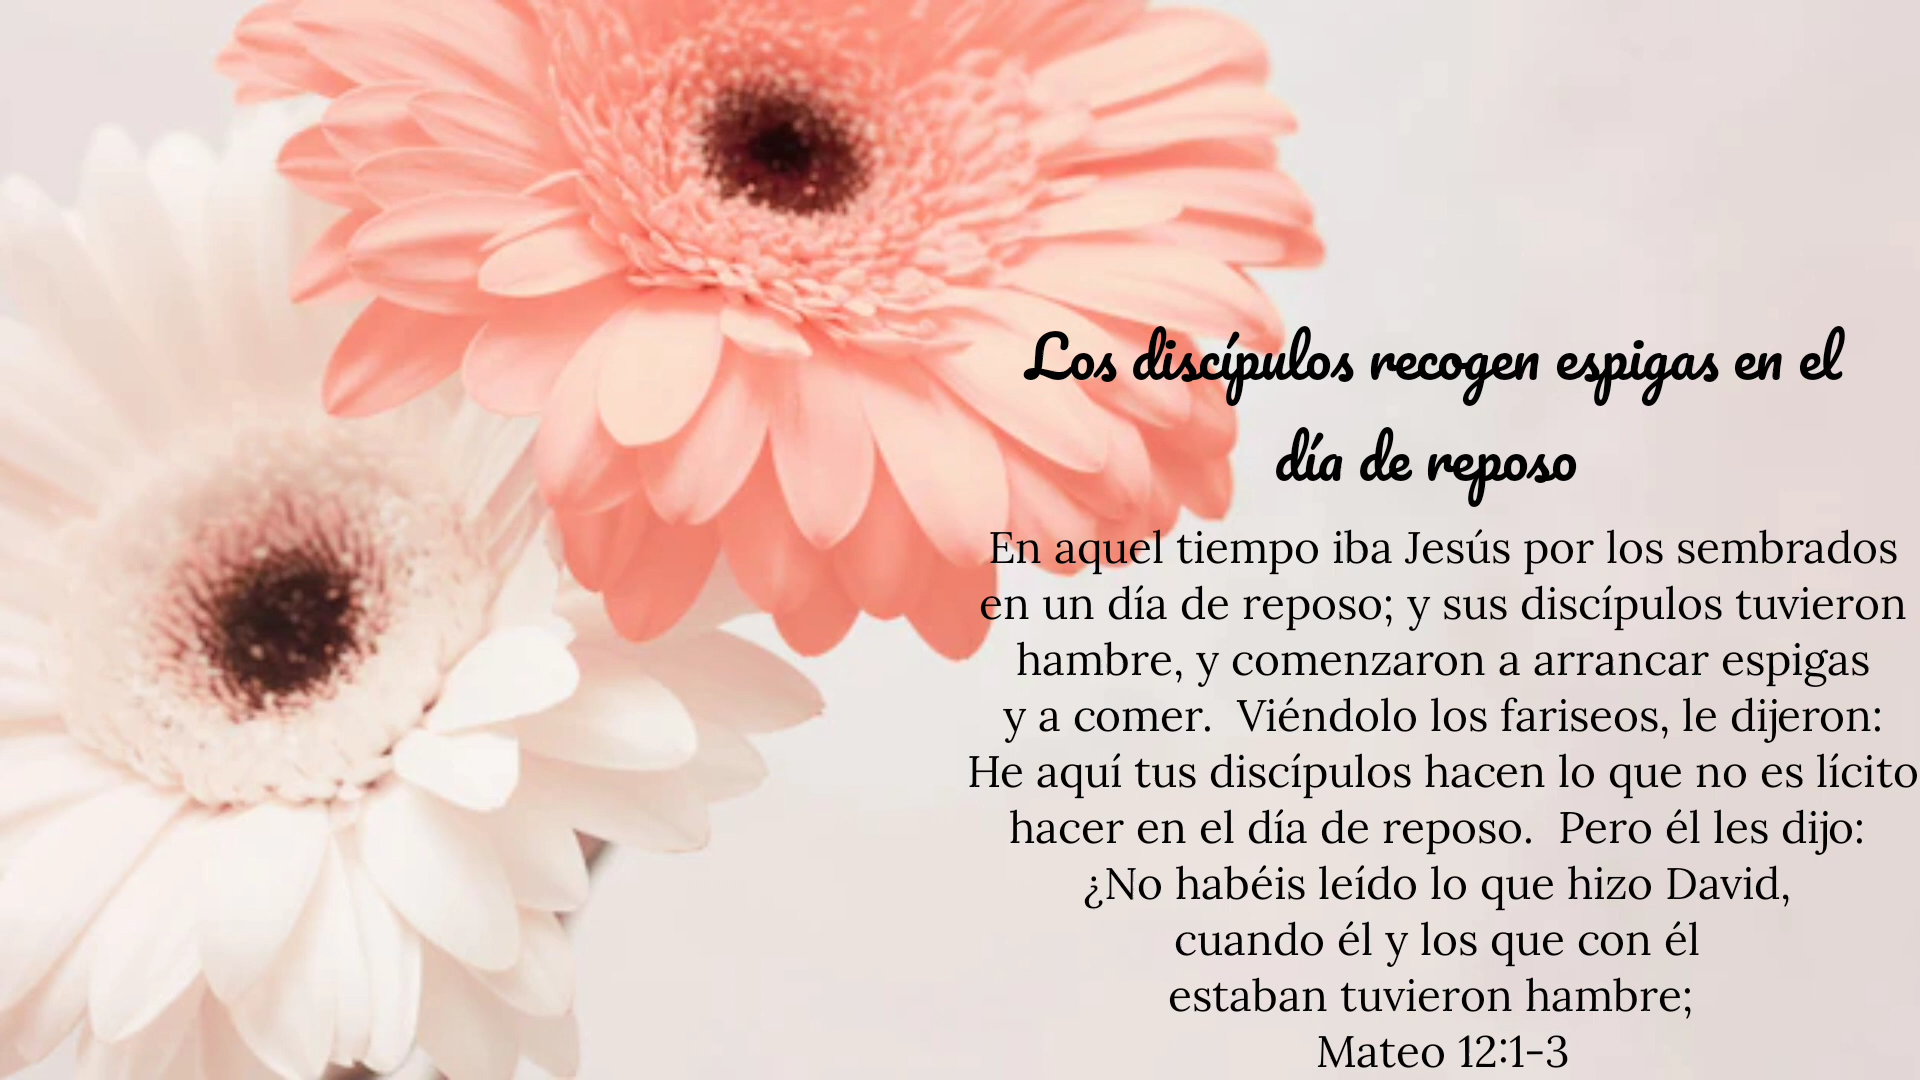 Los discípulos recogen espigas en el
día de reposo
En aquel tiempo iba Jesús por los sembrados
en un día de reposo; y sus discípulos tuvieron
hambre, y comenzaron a arrancar espigas
y a comer.  Viéndolo los fariseos, le dijeron:
He aquí tus discípulos hacen lo que no es lícito
hacer en el día de reposo.  Pero él les dijo:
¿No habéis leído lo que hizo David,
cuando él y los que con él
estaban tuvieron hambre;
Mateo 12:1-3